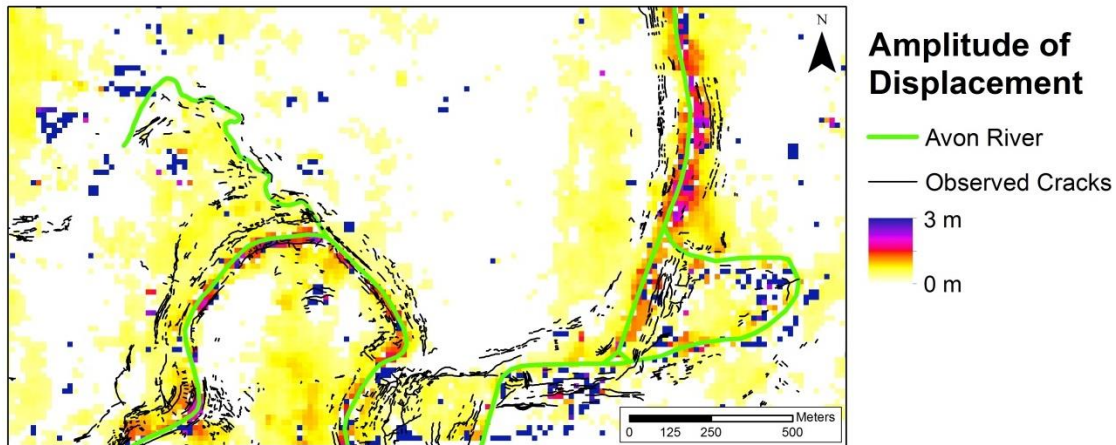 N
Amplitude of
Displacement
Avon River
Observed Cracks
3 m
0 m
Meters
0 125 250 500